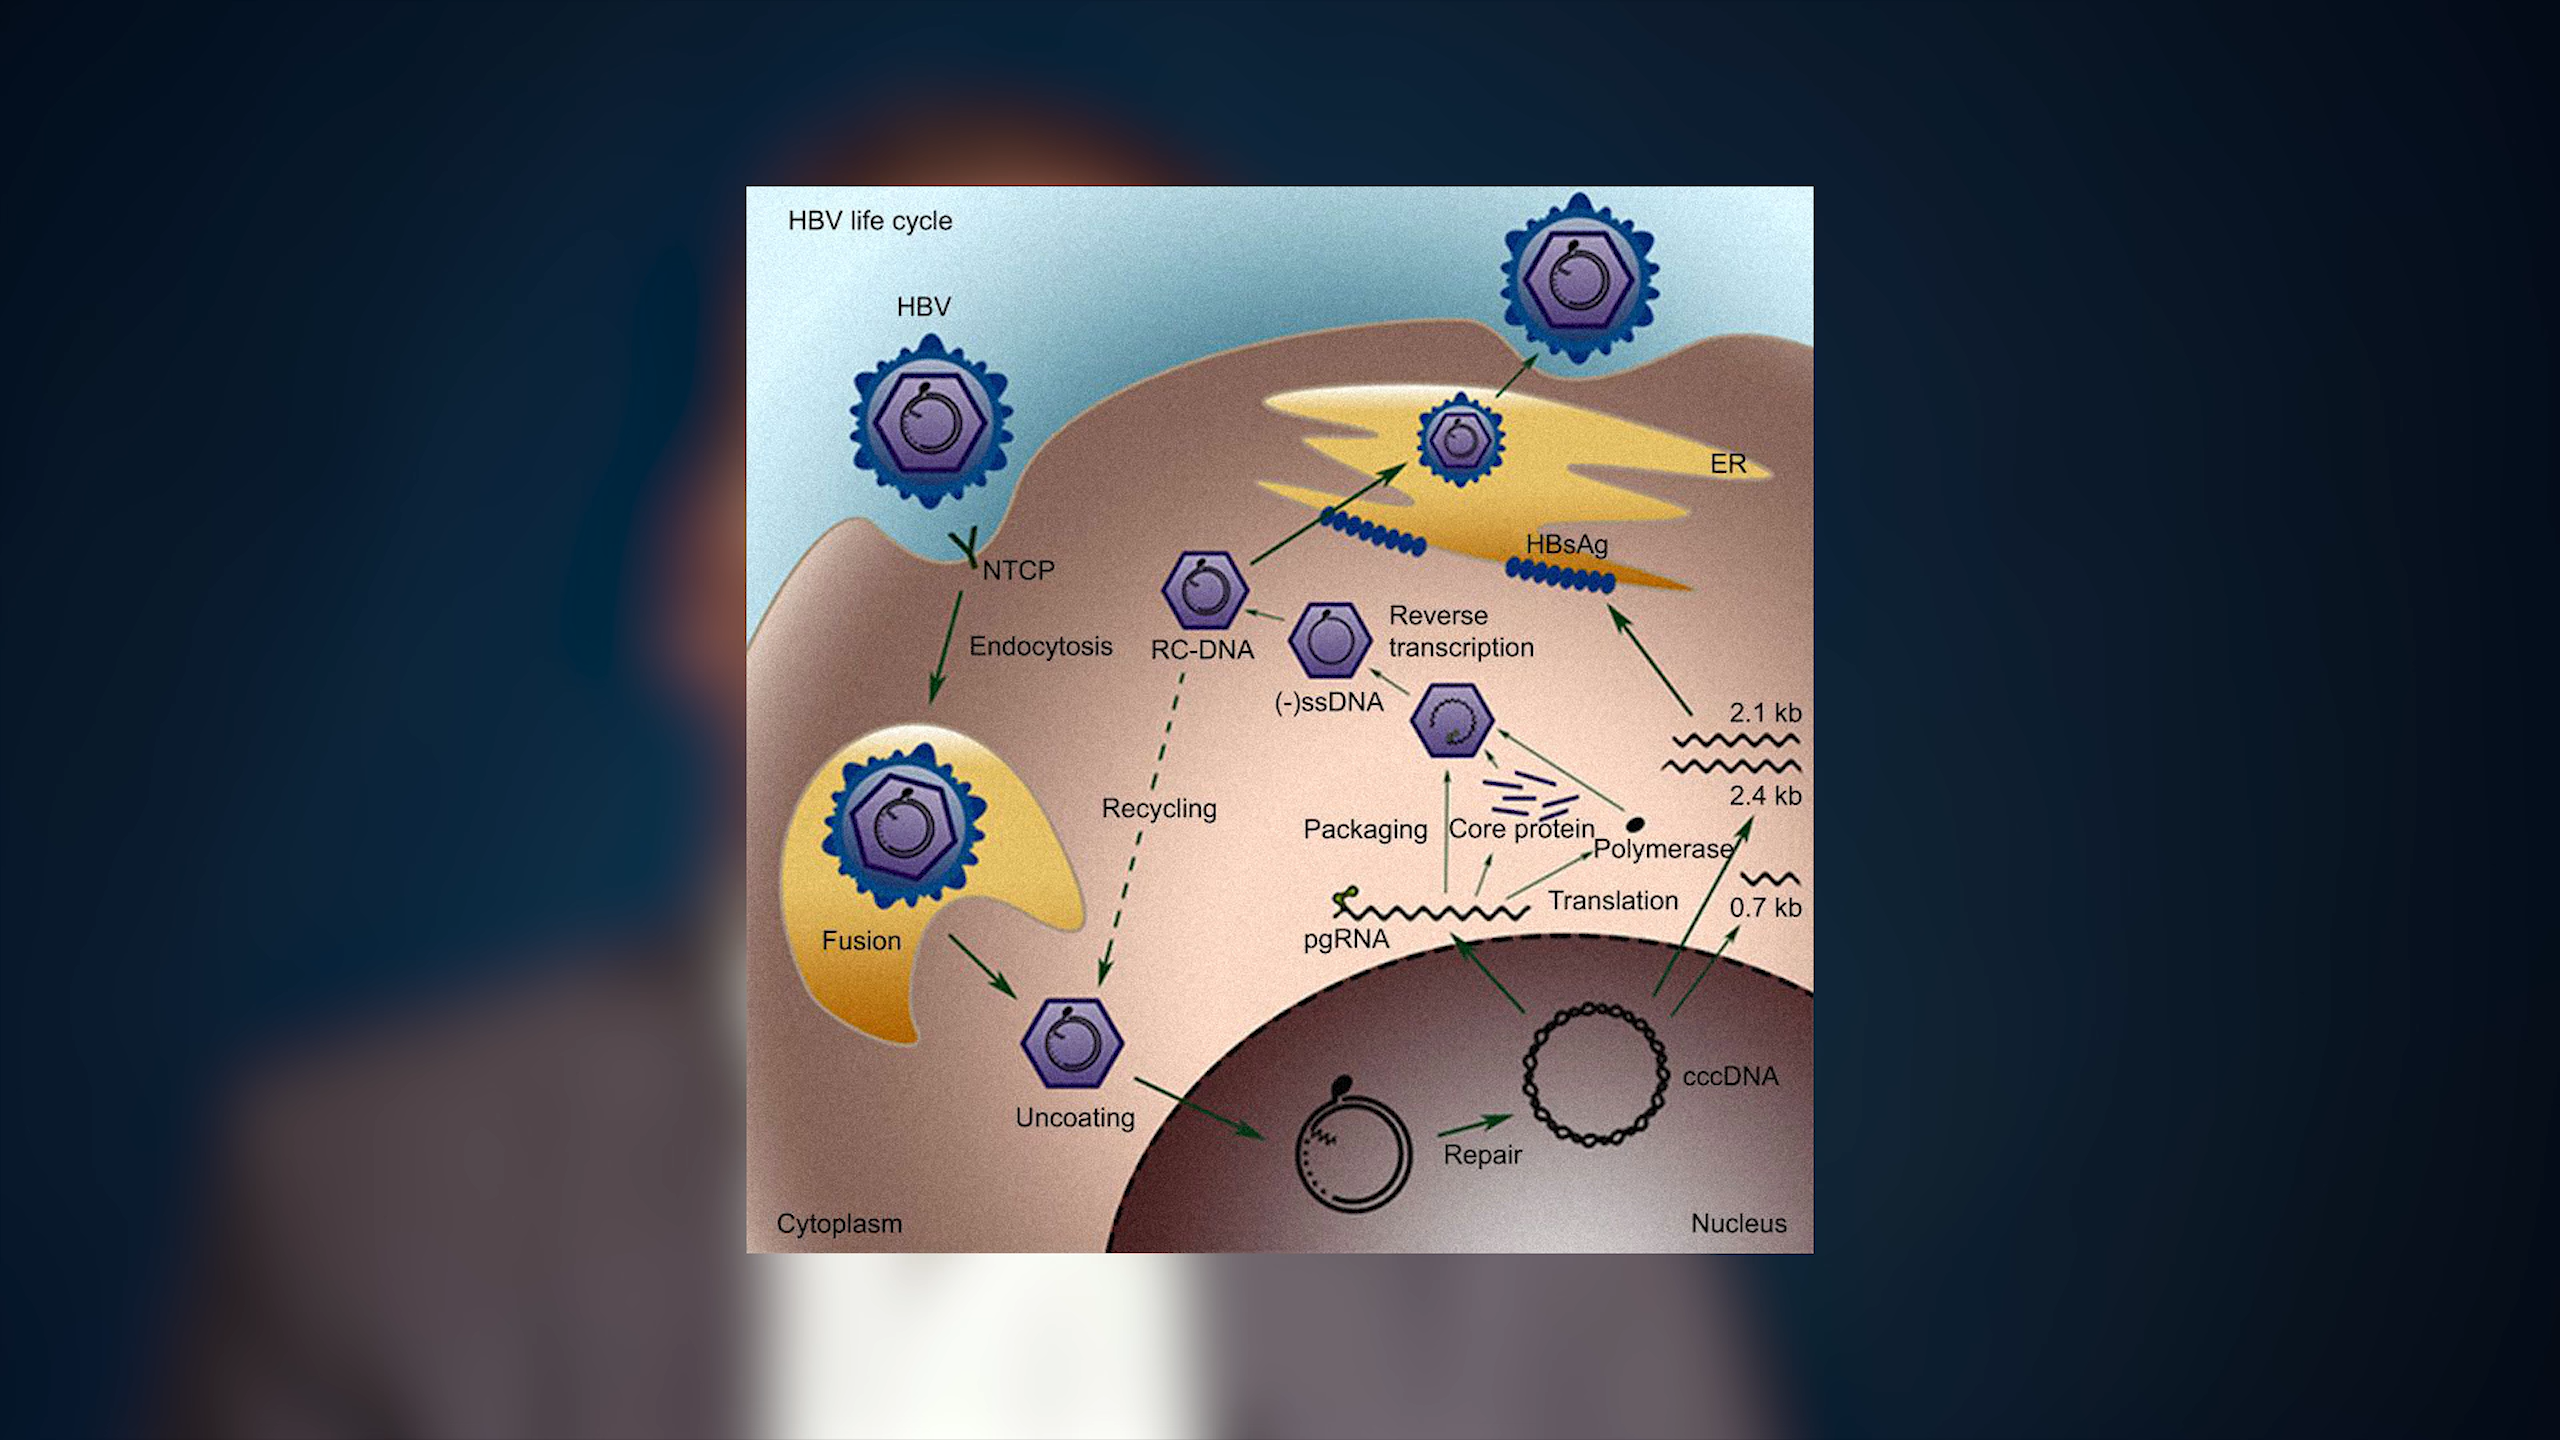 HBV life cycle
HBV
NTCP
Endocytosis
ER
HBsAg
RC-DNA
Reverse
transcription
(-)ssDNA
2.1 kb
2.4 kb
Recycling
Packaging
Core protein
Polymerase
Translation
0.7 kb
pgRNA
Fusion
Uncoating
Repair
cccDNA
Cytoplasm
Nucleus